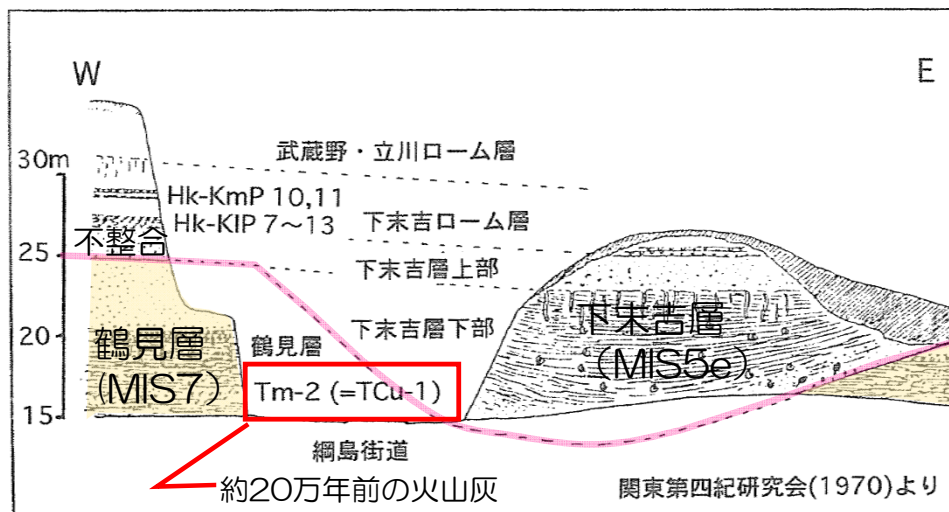 W
E
30m
武蔵野・立川ローム層
Hk-KmP 10,11
Hk-KlP 7〜13
下末吉ローム層
不整合
25
下末吉層上部
20
鶴見層
(MIS7)
鶴見層
下末吉層下部
下末吉層
(MIS5e)
Tm-2 (=TCu-1)
15
綱島街道
約20万年前の火山灰
関東第四紀研究会(1970)より